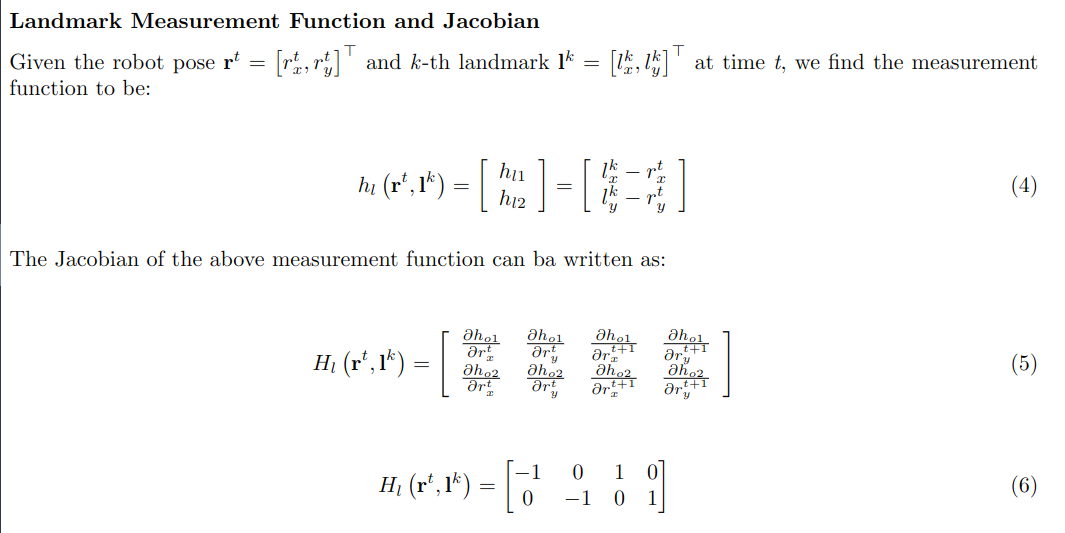 Landmark Measurement Function and Jacobian
Given the robot pose $\mathbf{r}^t = \left[r_x^t, r_y^t\right]^\top$ and $k$-th landmark $\mathbf{l}^k = \left[l_x^k, l_y^k\right]^\top$ at time $t$, we find the measurement
function to be:
$h_l\left(\mathbf{r}^t, \mathbf{l}^k\right) = \begin{bmatrix} h_{l1} \\ h_{l2} \end{bmatrix} = \begin{bmatrix} l_x^k - r_x^t \\ l_y^k - r_y^t \end{bmatrix}$ (4)
The Jacobian of the above measurement function can ba written as:
$H_l\left(\mathbf{r}^t, \mathbf{l}^k\right) = \begin{bmatrix} \frac{\partial h_{o1}}{\partial r_x^t} & \frac{\partial h_{o1}}{\partial r_y^t} & \frac{\partial h_{o1}}{\partial r_x^{t+1}} & \frac{\partial h_{o1}}{\partial r_y^{t+1}} \\ \frac{\partial h_{o2}}{\partial r_x^t} & \frac{\partial h_{o2}}{\partial r_y^t} & \frac{\partial h_{o2}}{\partial r_x^{t+1}} & \frac{\partial h_{o2}}{\partial r_y^{t+1}} \end{bmatrix}$ (5)
$H_l\left(\mathbf{r}^t, \mathbf{l}^k\right) = \begin{bmatrix} -1 & 0 & 1 & 0 \\ 0 & -1 & 0 & 1 \end{bmatrix}$ (6)